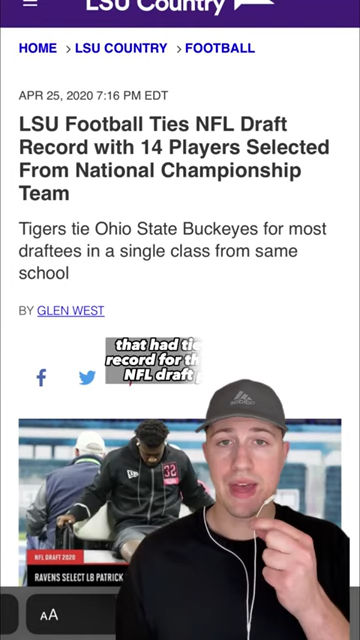 LSU Country
HOME > LSU COUNTRY > FOOTBALL
APR 25, 2020 7:16 PM EDT
LSU Football Ties NFL Draft
Record with 14 Players Selected
From National Championship
Team
Tigers tie Ohio State Buckeyes for most
draftees in a single class from same
school
BY GLEN WEST
that had tie
record for th
NFL draft
32
NFL DRAFT 2020
RAVENS SELECT LB PATRICK
AA